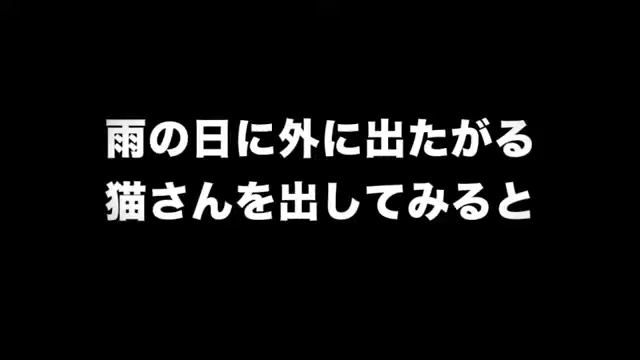 雨の日に外に出たがる
猫さんを出してみると